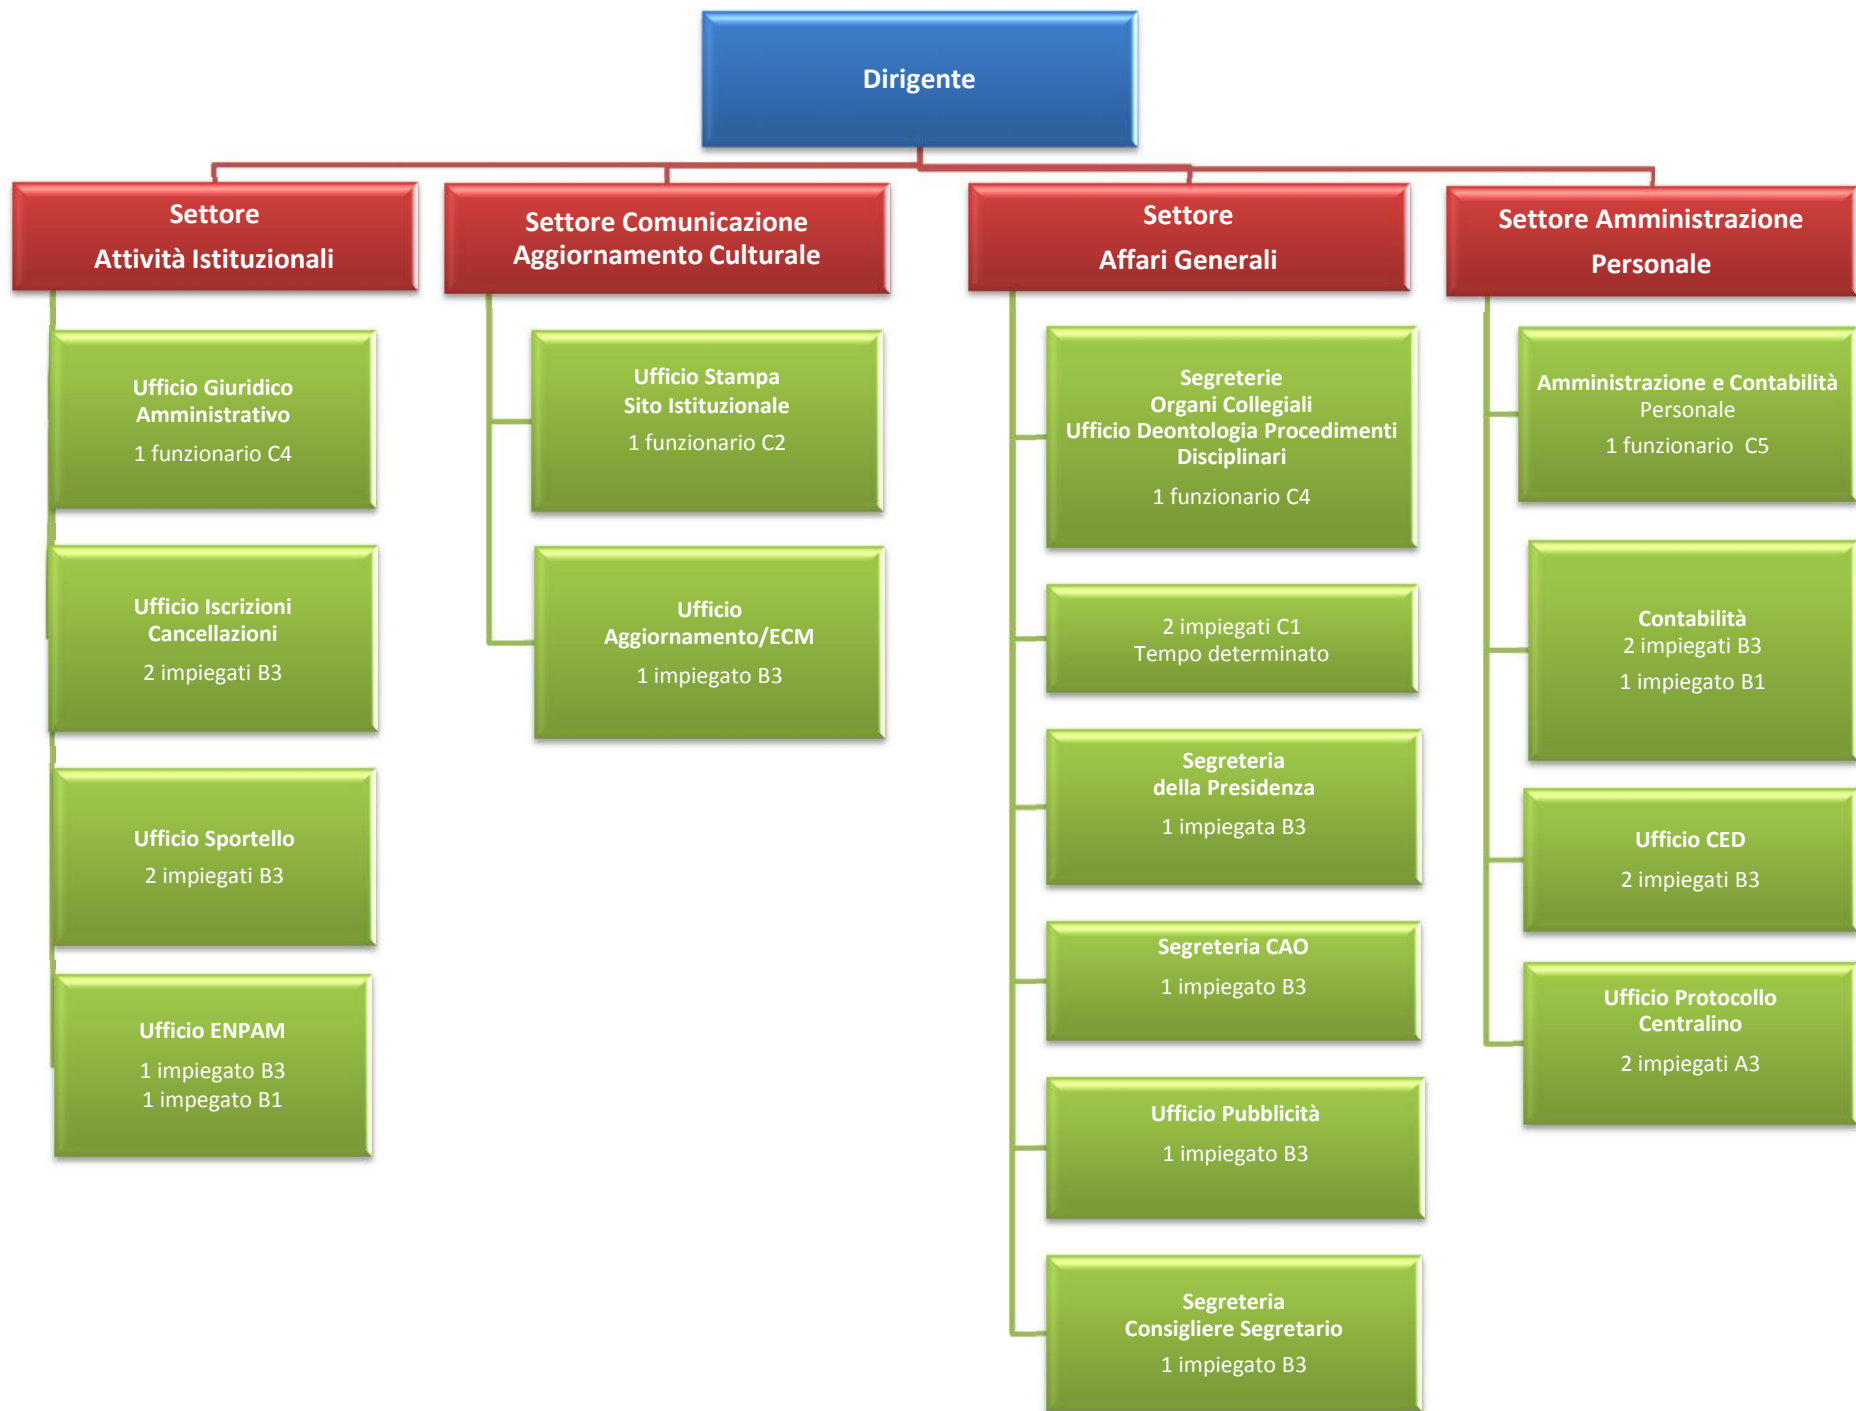 Dirigente
Settore
Attività Istituzionali
Ufficio Giuridico
Amministrativo
1 funzionario C4
Ufficio Iscrizioni
Cancellazioni
2 impiegati B3
Ufficio Sportello
2 impiegati B3
Ufficio ENPAM
1 impiegato B3
1 impegato B1
Settore Comunicazione
Aggiornamento Culturale
Ufficio Stampa
Sito Istituzionale
1 funzionario C2
Ufficio
Aggiornamento/ECM
1 impiegato B3
Settore
Affari Generali
Segreterie
Organi Collegiali
Ufficio Deontologia Procedimenti
Disciplinari
1 funzionario C4
2 impiegati C1
Tempo determinato
Segreteria
della Presidenza
1 impiegata B3
Segreteria CAO
1 impiegato B3
Ufficio Pubblicità
1 impiegato B3
Segreteria
Consigliere Segretario
1 impiegato B3
Settore Amministrazione
Personale
Amministrazione e Contabilità
Personale
1 funzionario C5
Contabilità
2 impiegati B3
1 impiegato B1
Ufficio CED
2 impiegati B3
Ufficio Protocollo
Centralino
2 impiegati A3